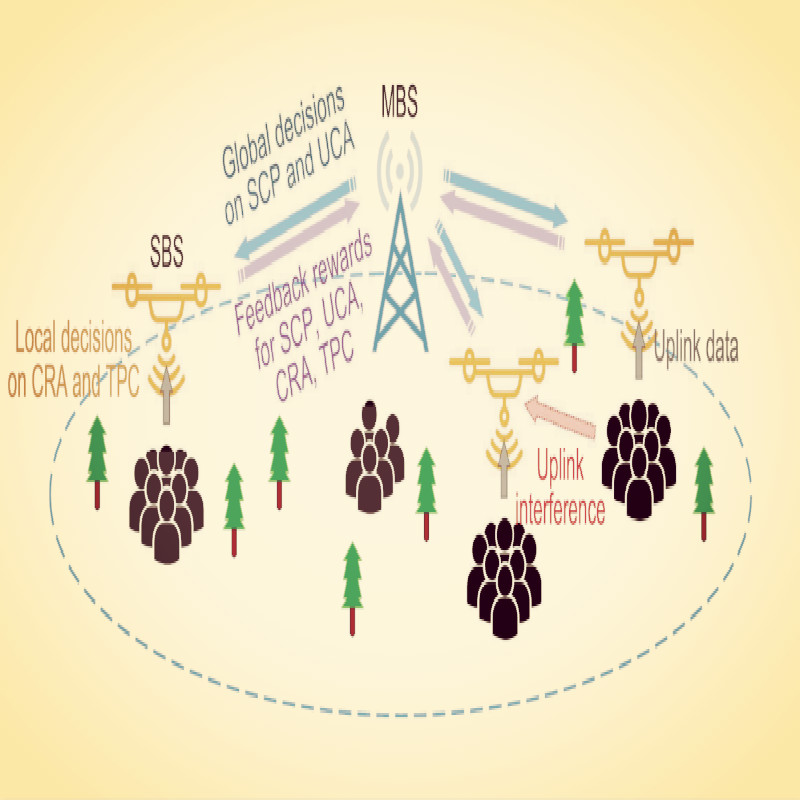 MBS
Global decisions
on SCP and UCA
SBS
Feedback rewards
for SCP, UCA,
CRA, TPC
Local decisions
on CRA and TPC
Uplink data
Uplink
interference